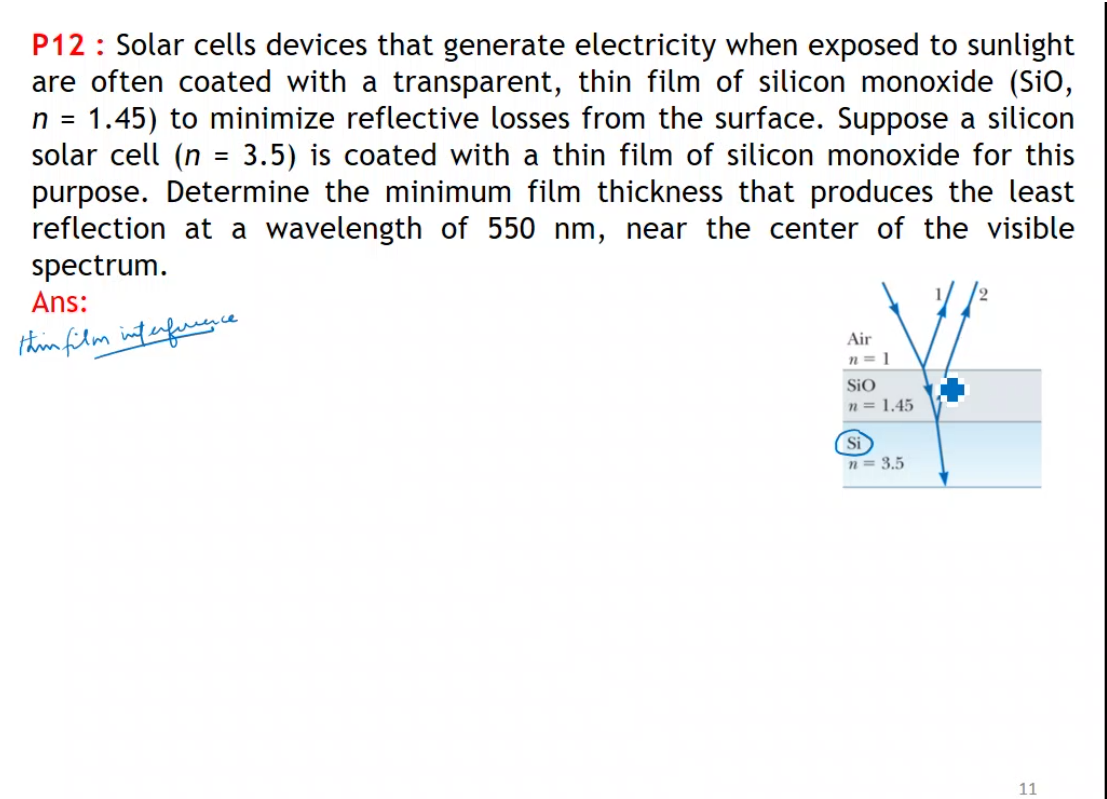 P12 : Solar cells devices that generate electricity when exposed to sunlight
are often coated with a transparent, thin film of silicon monoxide (SiO,
n = 1.45) to minimize reflective losses from the surface. Suppose a silicon
solar cell (n = 3.5) is coated with a thin film of silicon monoxide for this
purpose. Determine the minimum film thickness that produces the least
reflection at a wavelength of 550 nm, near the center of the visible
spectrum.
Ans:
thin film interference
1 2
Air
n = 1
SiO
n = 1.45
Si
n = 3.5
11